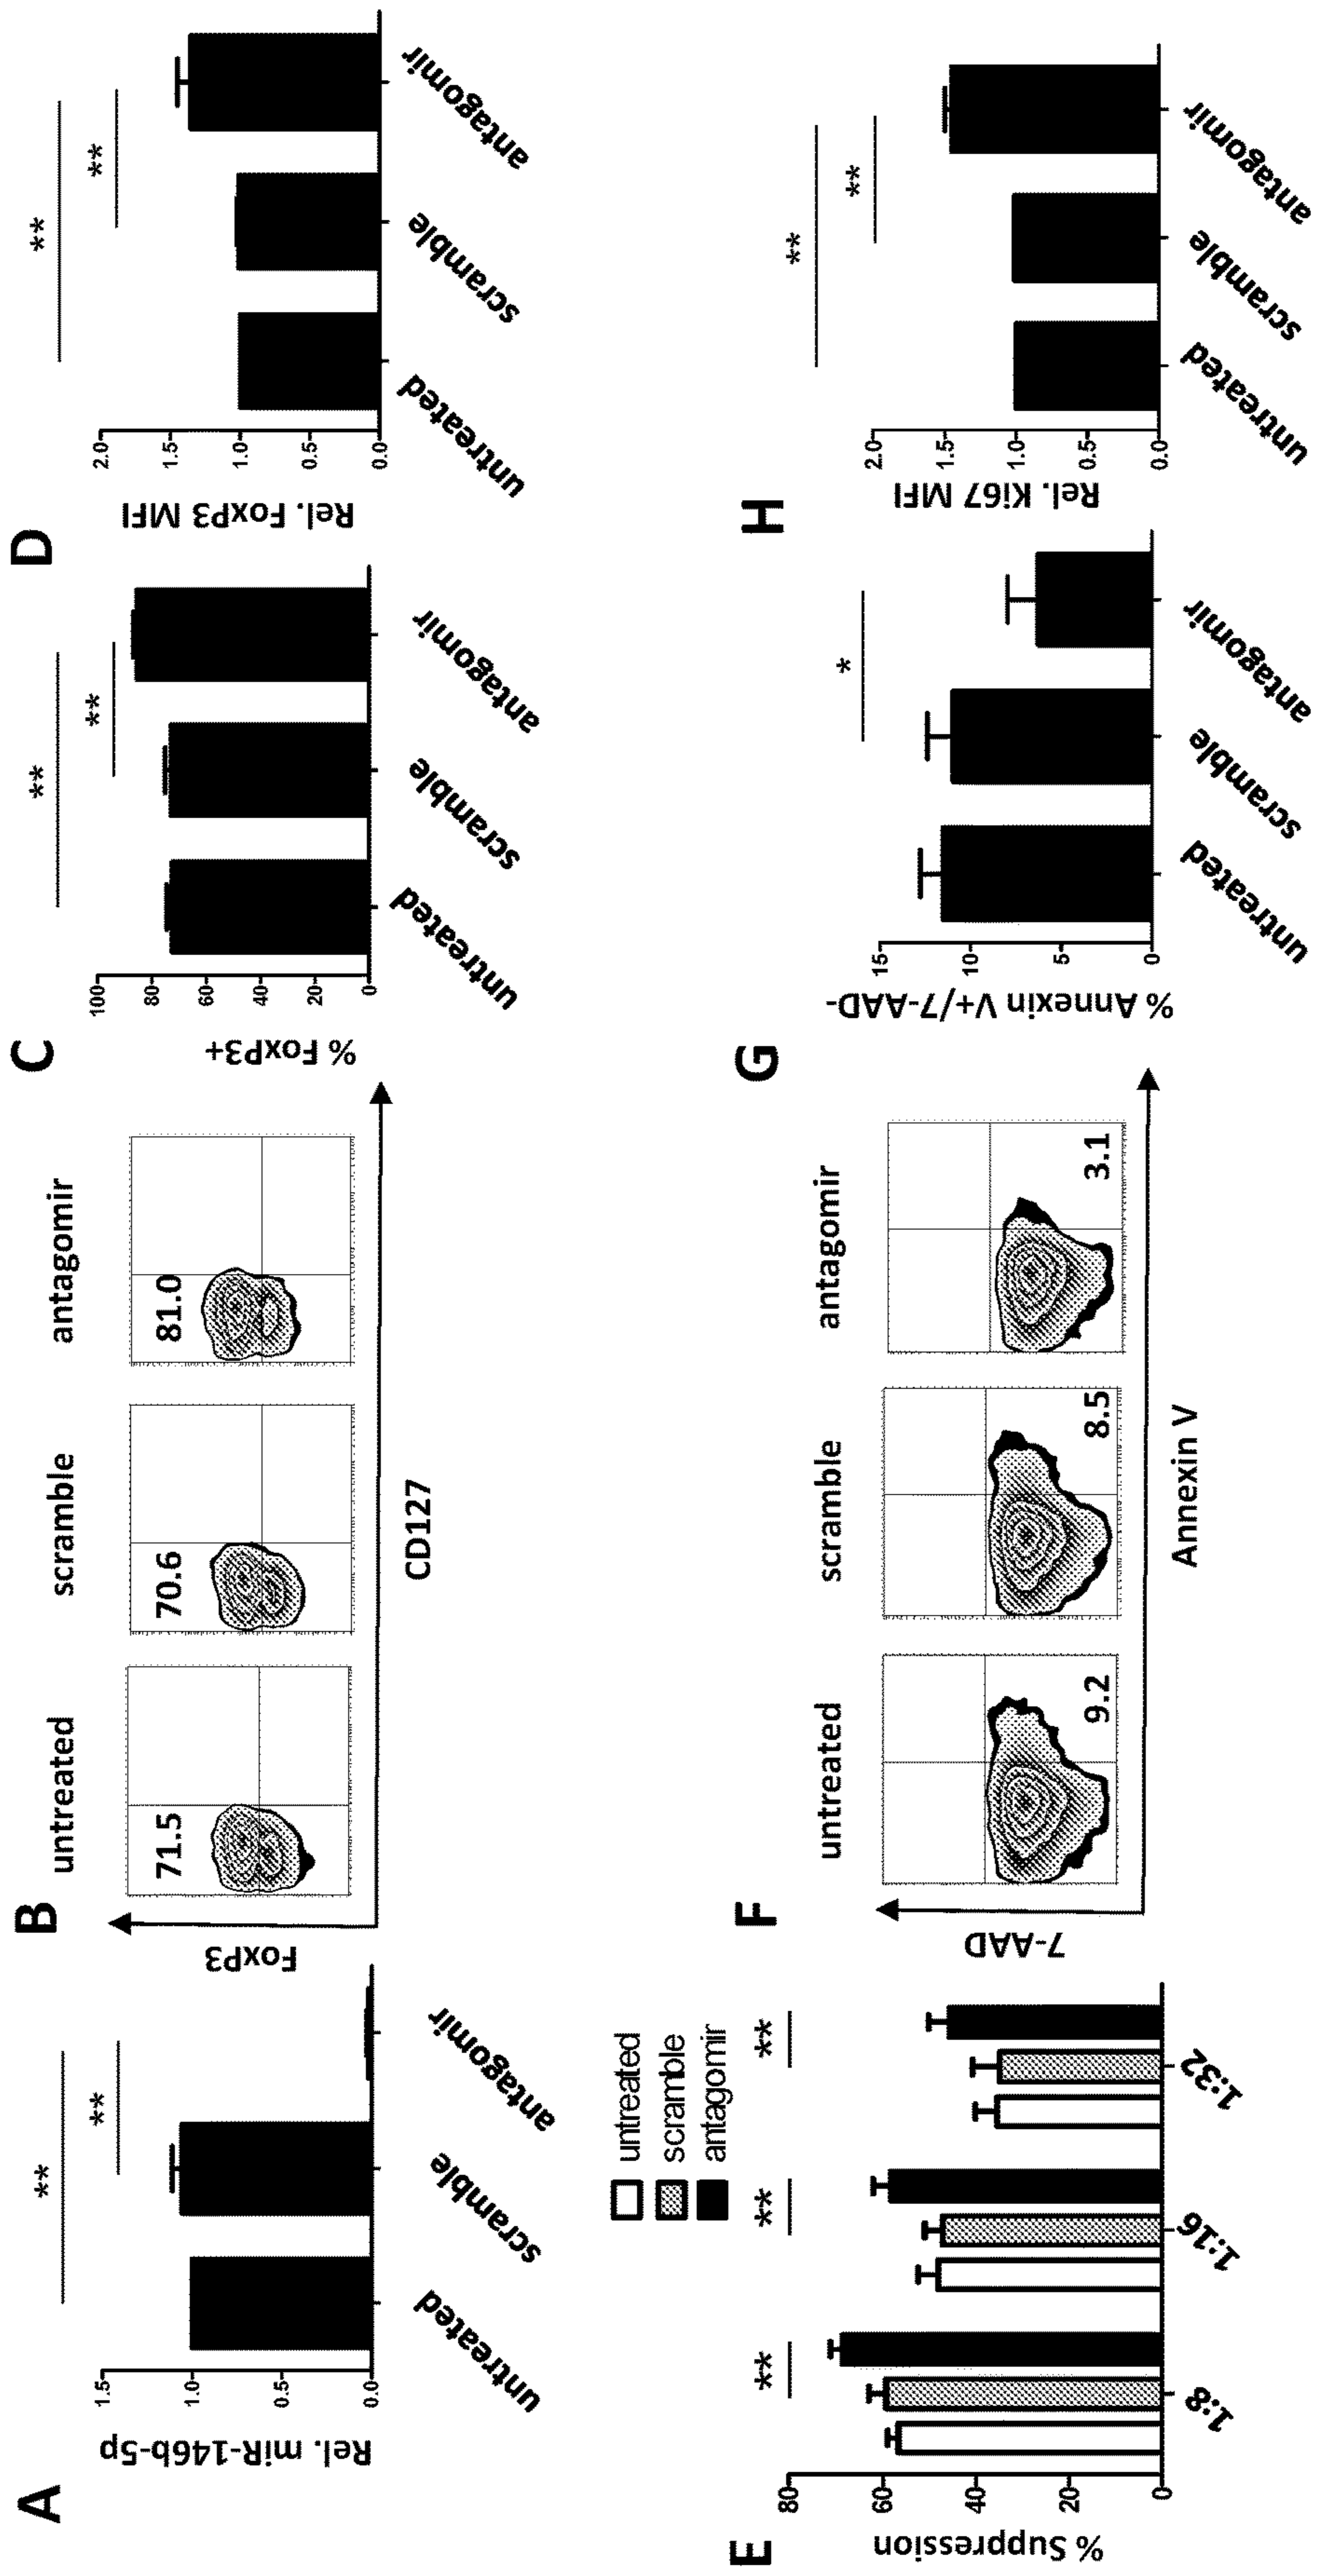 A
Rel. miR-146b-5p
1.5
1.0
0.5
0.0
**
**
untreated
scramble
antagomir
B
untreated
scramble
antagomir
71.5
70.6
81.0
FoxP3
CD127
C
% FoxP3+
100
80
60
40
20
0
**
**
untreated
scramble
antagomir
D
Rel. FoxP3 MFI
2.0
1.5
1.0
0.5
0.0
**
**
untreated
scramble
antagomir
E
% Suppression
80
60
40
20
0
untreated
scramble
antagomir
**
**
**
1:8
1:16
1:32
F
untreated
scramble
antagomir
9.2
8.5
3.1
7-AAD
Annexin V
G
% Annexin V+/7-AAD-
15
10
5
0
*
untreated
scramble
antagomir
H
Rel. Ki67 MFI
2.0
1.5
1.0
0.5
0.0
**
**
untreated
scramble
antagomir